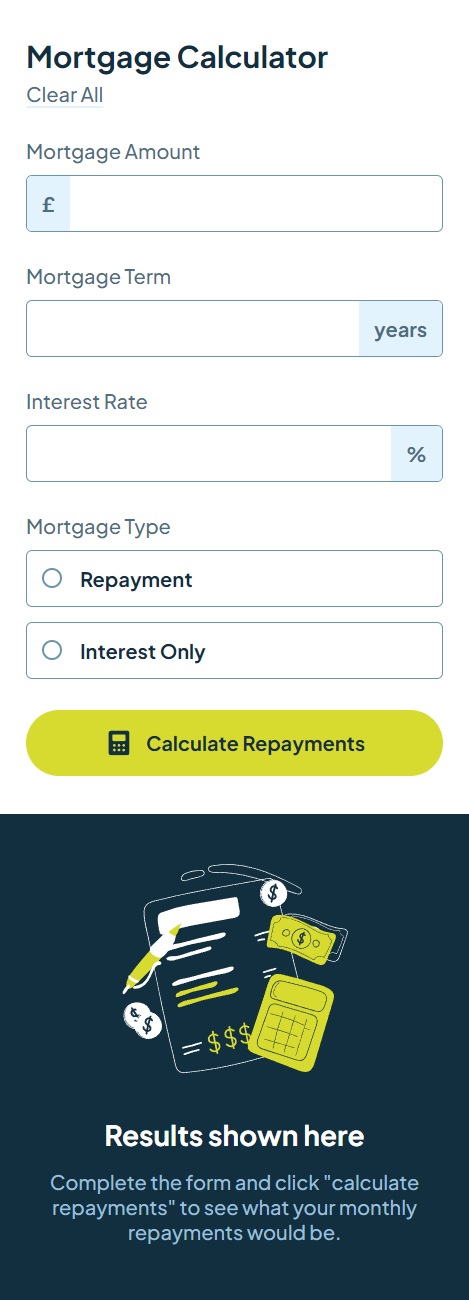 Mortgage Calculator
Clear All
Mortgage Amount
£
Mortgage Term
years
Interest Rate
%
Mortgage Type
Repayment
Interest Only
Calculate Repayments
$
$
$ $
$$$
Results shown here
Complete the form and click "calculate
repayments" to see what your monthly
repayments would be.